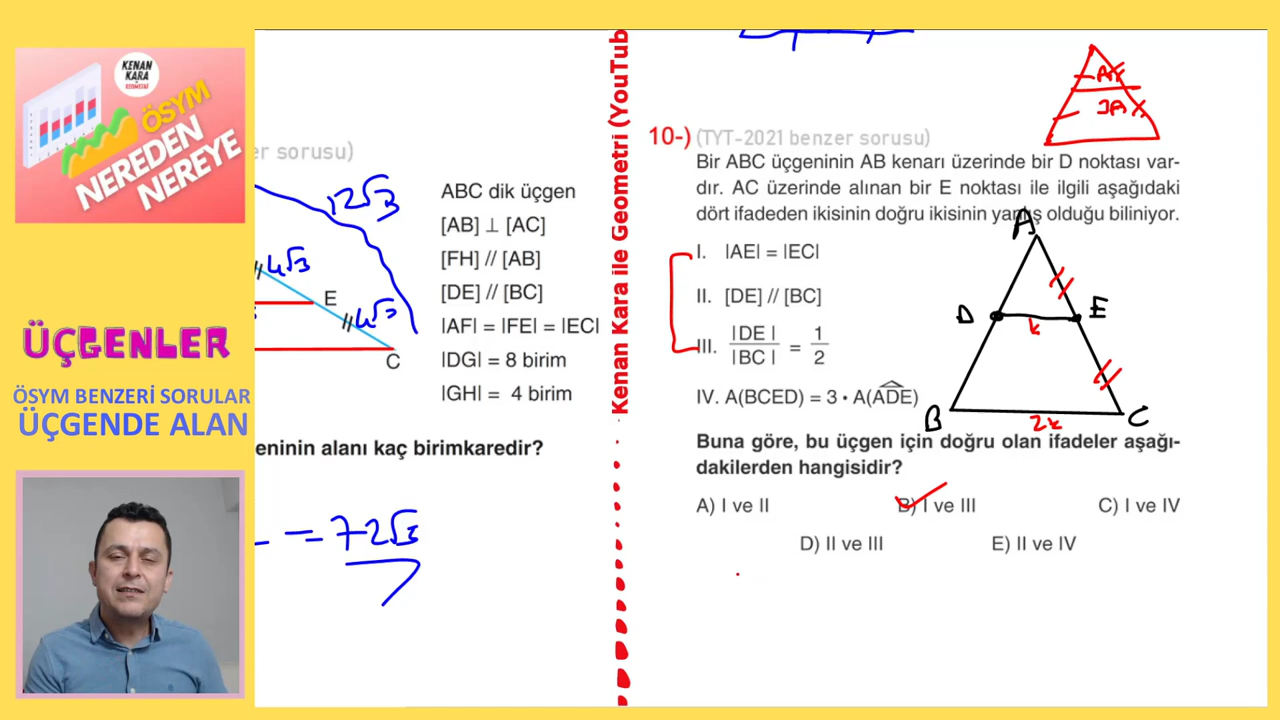 KENAN
KARA
ile
GEOMETRİ
ÖSYM
NEREDEN
NEREYE
ÜÇGENLER
ÖSYM BENZERİ SORULAR
ÜÇGENDE ALAN
er sorusu)
12√3
4√3
4√3
E
C
ABC dik üçgen
[AB] ⊥ [AC]
[FH] // [AB]
[DE] // [BC]
|AF| = |FE| = |EC|
|DG| = 8 birim
|GH| = 4 birim
geninin alanı kaç birimkaredir?
= 72√3
Kenan Kara ile Geometri (YouTub
10-) (TYT-2021 benzer sorusu)
Bir ABC üçgeninin AB kenarı üzerinde bir D noktası var-
dır. AC üzerinde alınan bir E noktası ile ilgili aşağıdaki
dört ifadeden ikisinin doğru ikisinin yanlış olduğu biliniyor.
I. |AE| = |EC|
II. [DE] // [BC]
III. |DE| / |BC| = 1 / 2
IV. A(BCED) = 3 • A(ADE)
A
D
E
k
B
C
2k
Buna göre, bu üçgen için doğru olan ifadeler aşağı-
dakilerden hangisidir?
A) I ve II B) I ve III C) I ve IV
D) II ve III E) II ve IV